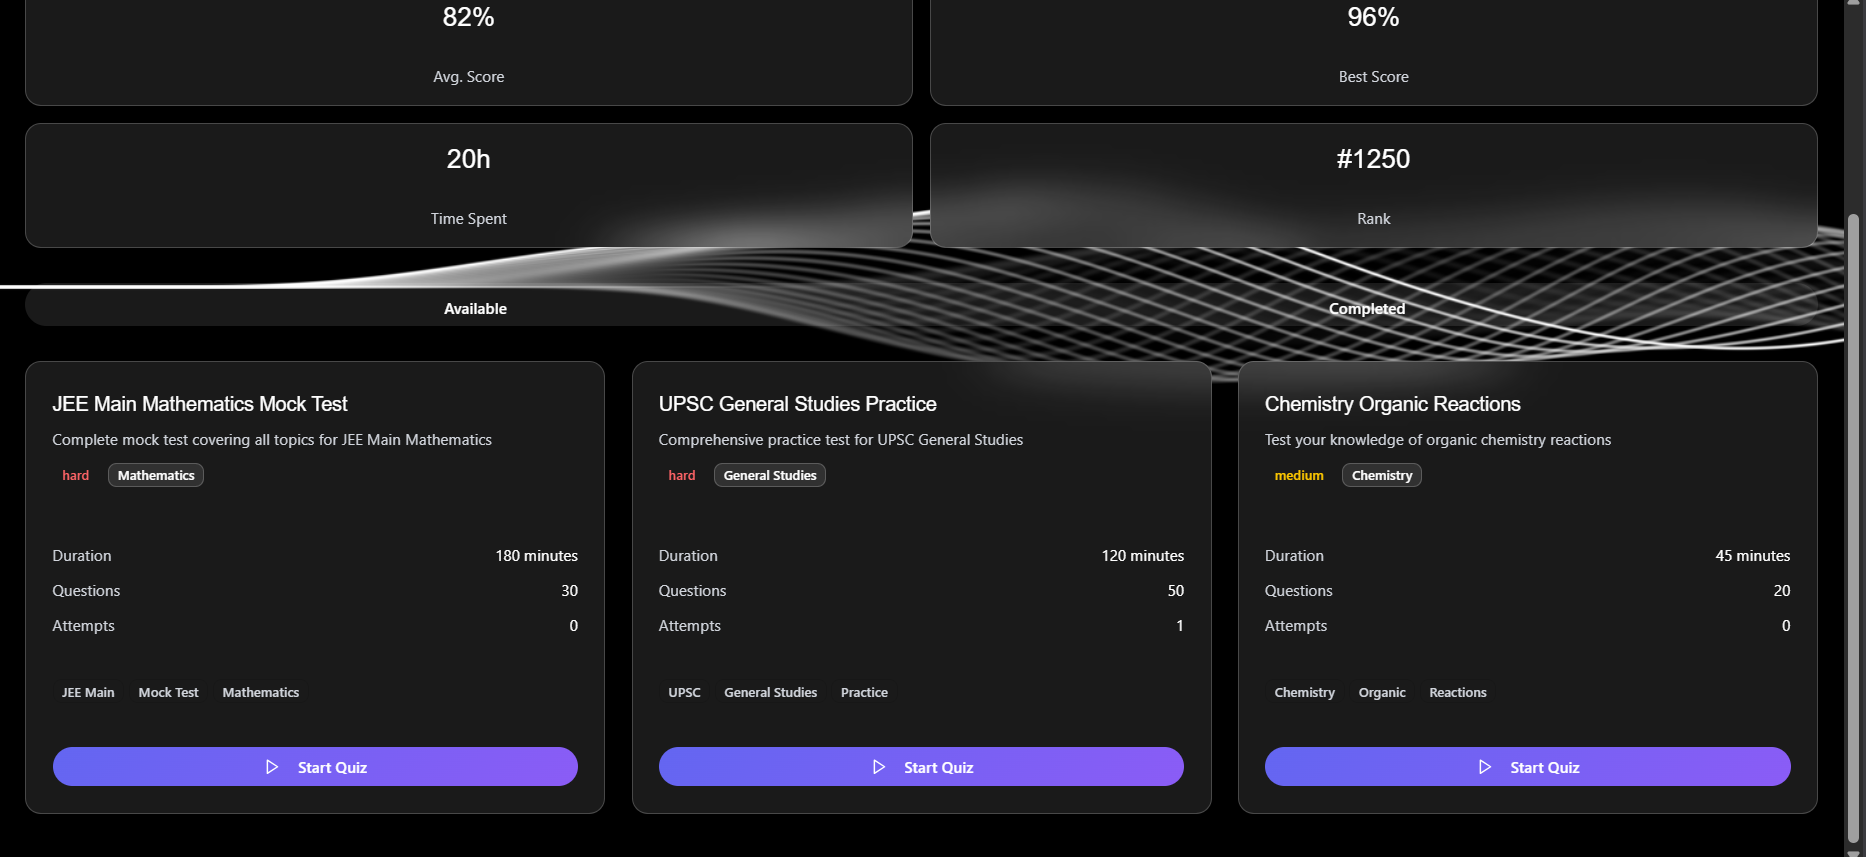 82%
96%
Avg. Score
Best Score
20h
#1250
Time Spent
Rank
Available
Completed
JEE Main Mathematics Mock Test
Complete mock test covering all topics for JEE Main Mathematics
hard Mathematics
Duration 180 minutes
Questions 30
Attempts 0
JEE Main Mock Test Mathematics
Start Quiz
UPSC General Studies Practice
Comprehensive practice test for UPSC General Studies
hard General Studies
Duration 120 minutes
Questions 50
Attempts 1
UPSC General Studies Practice
Start Quiz
Chemistry Organic Reactions
Test your knowledge of organic chemistry reactions
medium Chemistry
Duration 45 minutes
Questions 20
Attempts 0
Chemistry Organic Reactions
Start Quiz